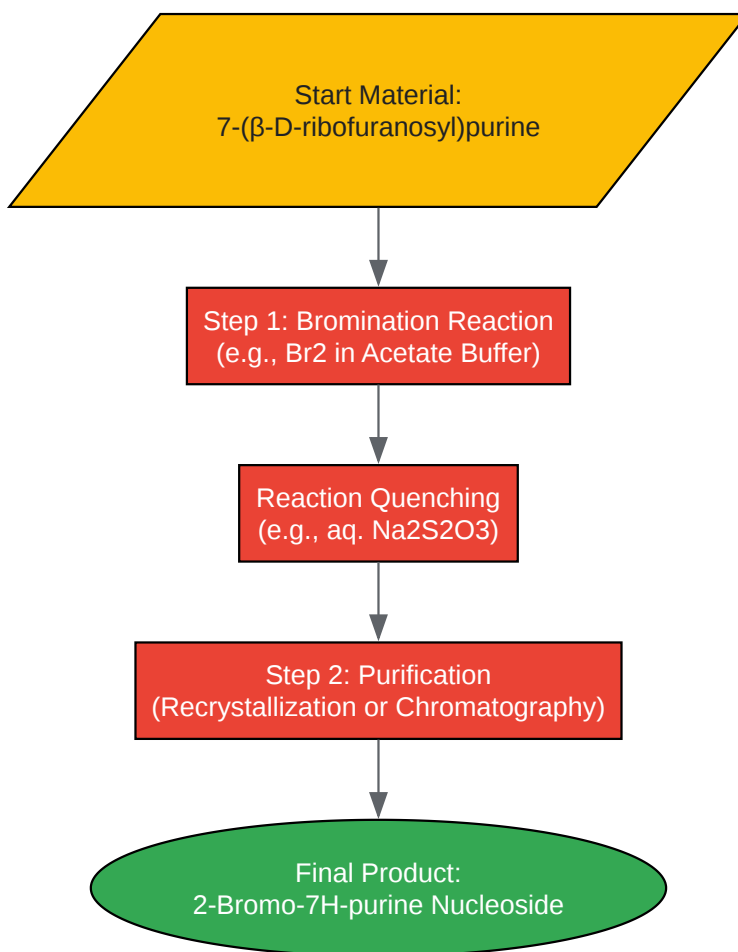 Start Material:
7-(β-D-ribofuranosyl)purine
Step 1: Bromination Reaction
(e.g., Br2 in Acetate Buffer)
Reaction Quenching
(e.g., aq. Na2S2O3)
Step 2: Purification
(Recrystallization or Chromatography)
Final Product:
2-Bromo-7H-purine Nucleoside